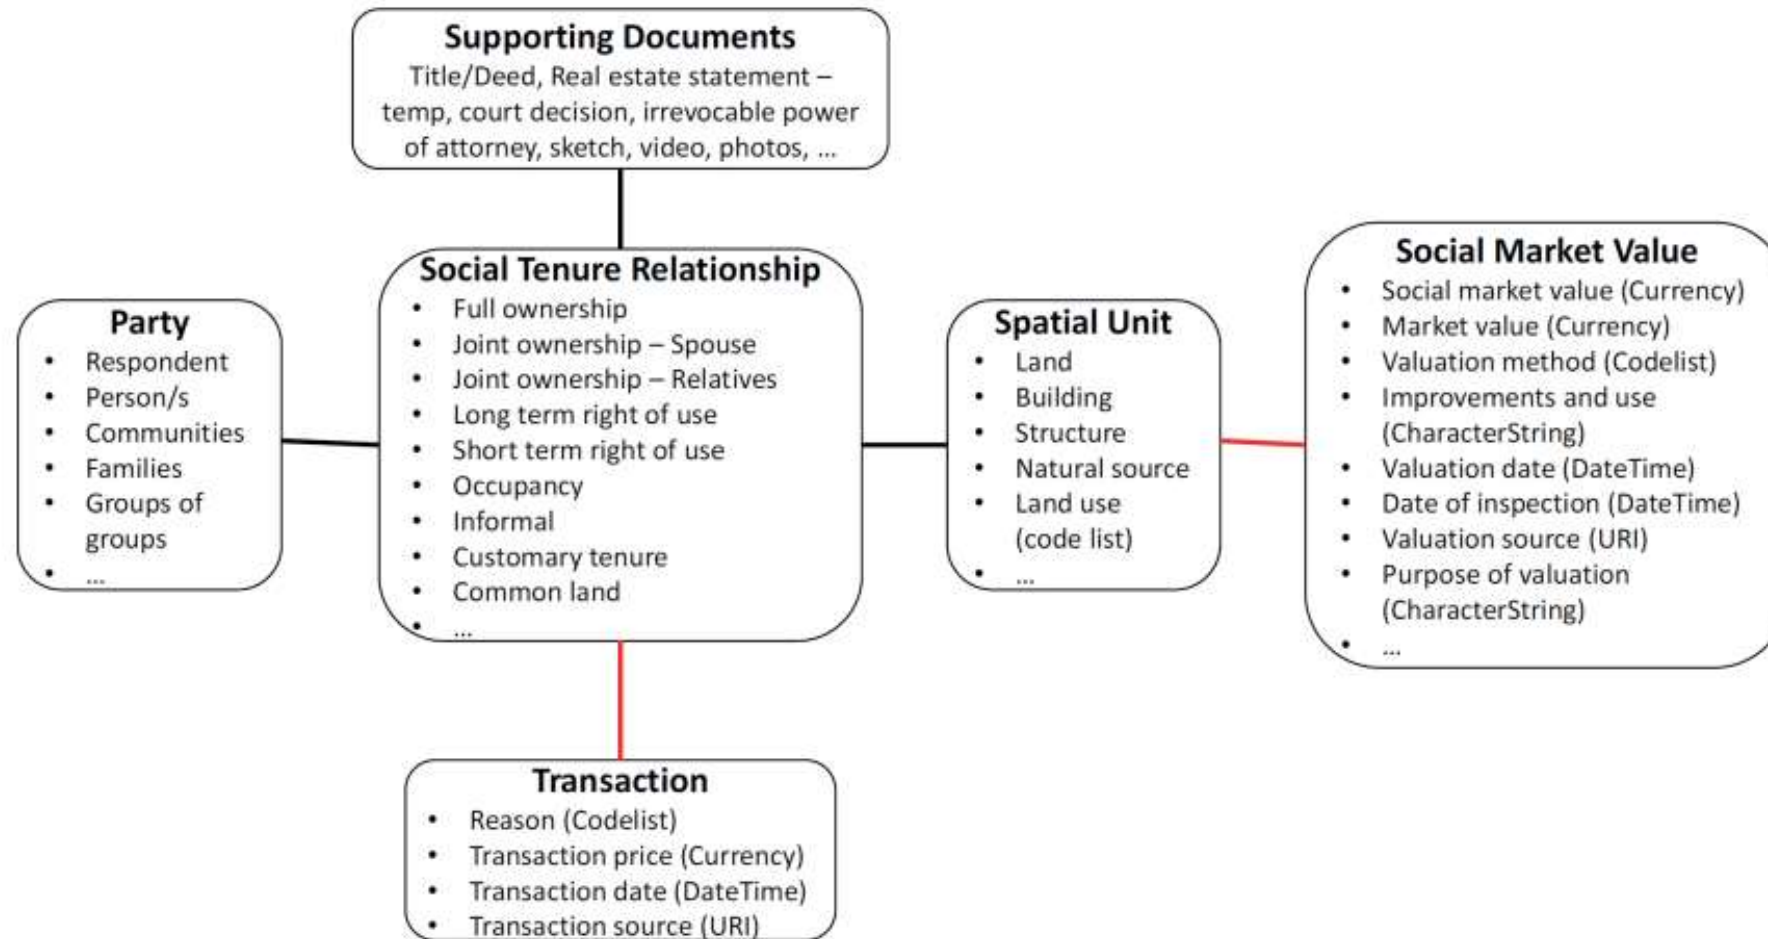 Supporting Documents
Title/Deed, Real estate statement –
temp, court decision, irrevocable power
of attorney, sketch, video, photos, ...
Party
• Respondent
• Person/s
• Communities
• Families
• Groups of
groups
• ...
Social Tenure Relationship
• Full ownership
• Joint ownership – Spouse
• Joint ownership – Relatives
• Long term right of use
• Short term right of use
• Occupancy
• Informal
• Customary tenure
• Common land
• ...
Spatial Unit
• Land
• Building
• Structure
• Natural source
• Land use
(code list)
• ...
Social Market Value
• Social market value (Currency)
• Market value (Currency)
• Valuation method (Codelist)
• Improvements and use
(CharacterString)
• Valuation date (DateTime)
• Date of inspection (DateTime)
• Valuation source (URI)
• Purpose of valuation
(CharacterString)
• ...
Transaction
• Reason (Codelist)
• Transaction price (Currency)
• Transaction date (DateTime)
• Transaction source (URI)